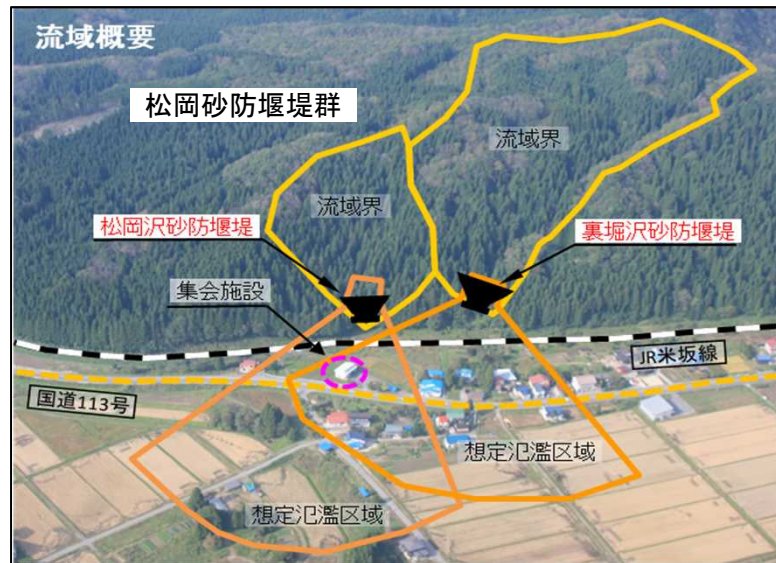 流域概要
松岡砂防堰堤群
流域界
流域界
松岡沢砂防堰堤
裏堀沢砂防堰堤
集会施設
JR米坂線
国道113号
想定氾濫区域
想定氾濫区域